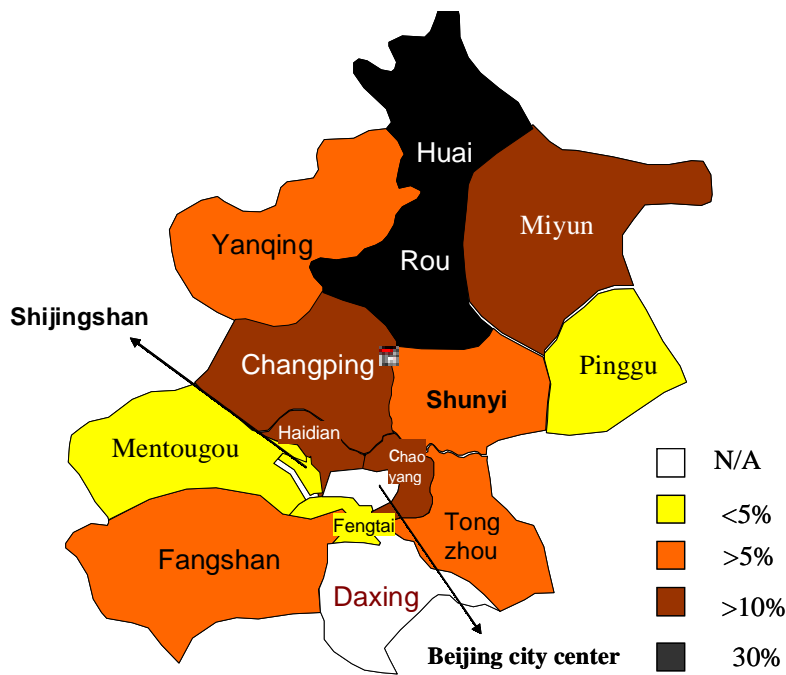 Huai
Miyun
Yanqing
Rou
Shijingshan
Changping
Pinggu
Shunyi
Haidian
Mentougou
Chao
yang
N/A
<5%
Fengtai
Tong
zhou
>5%
Fangshan
Daxing
>10%
Beijing city center
30%